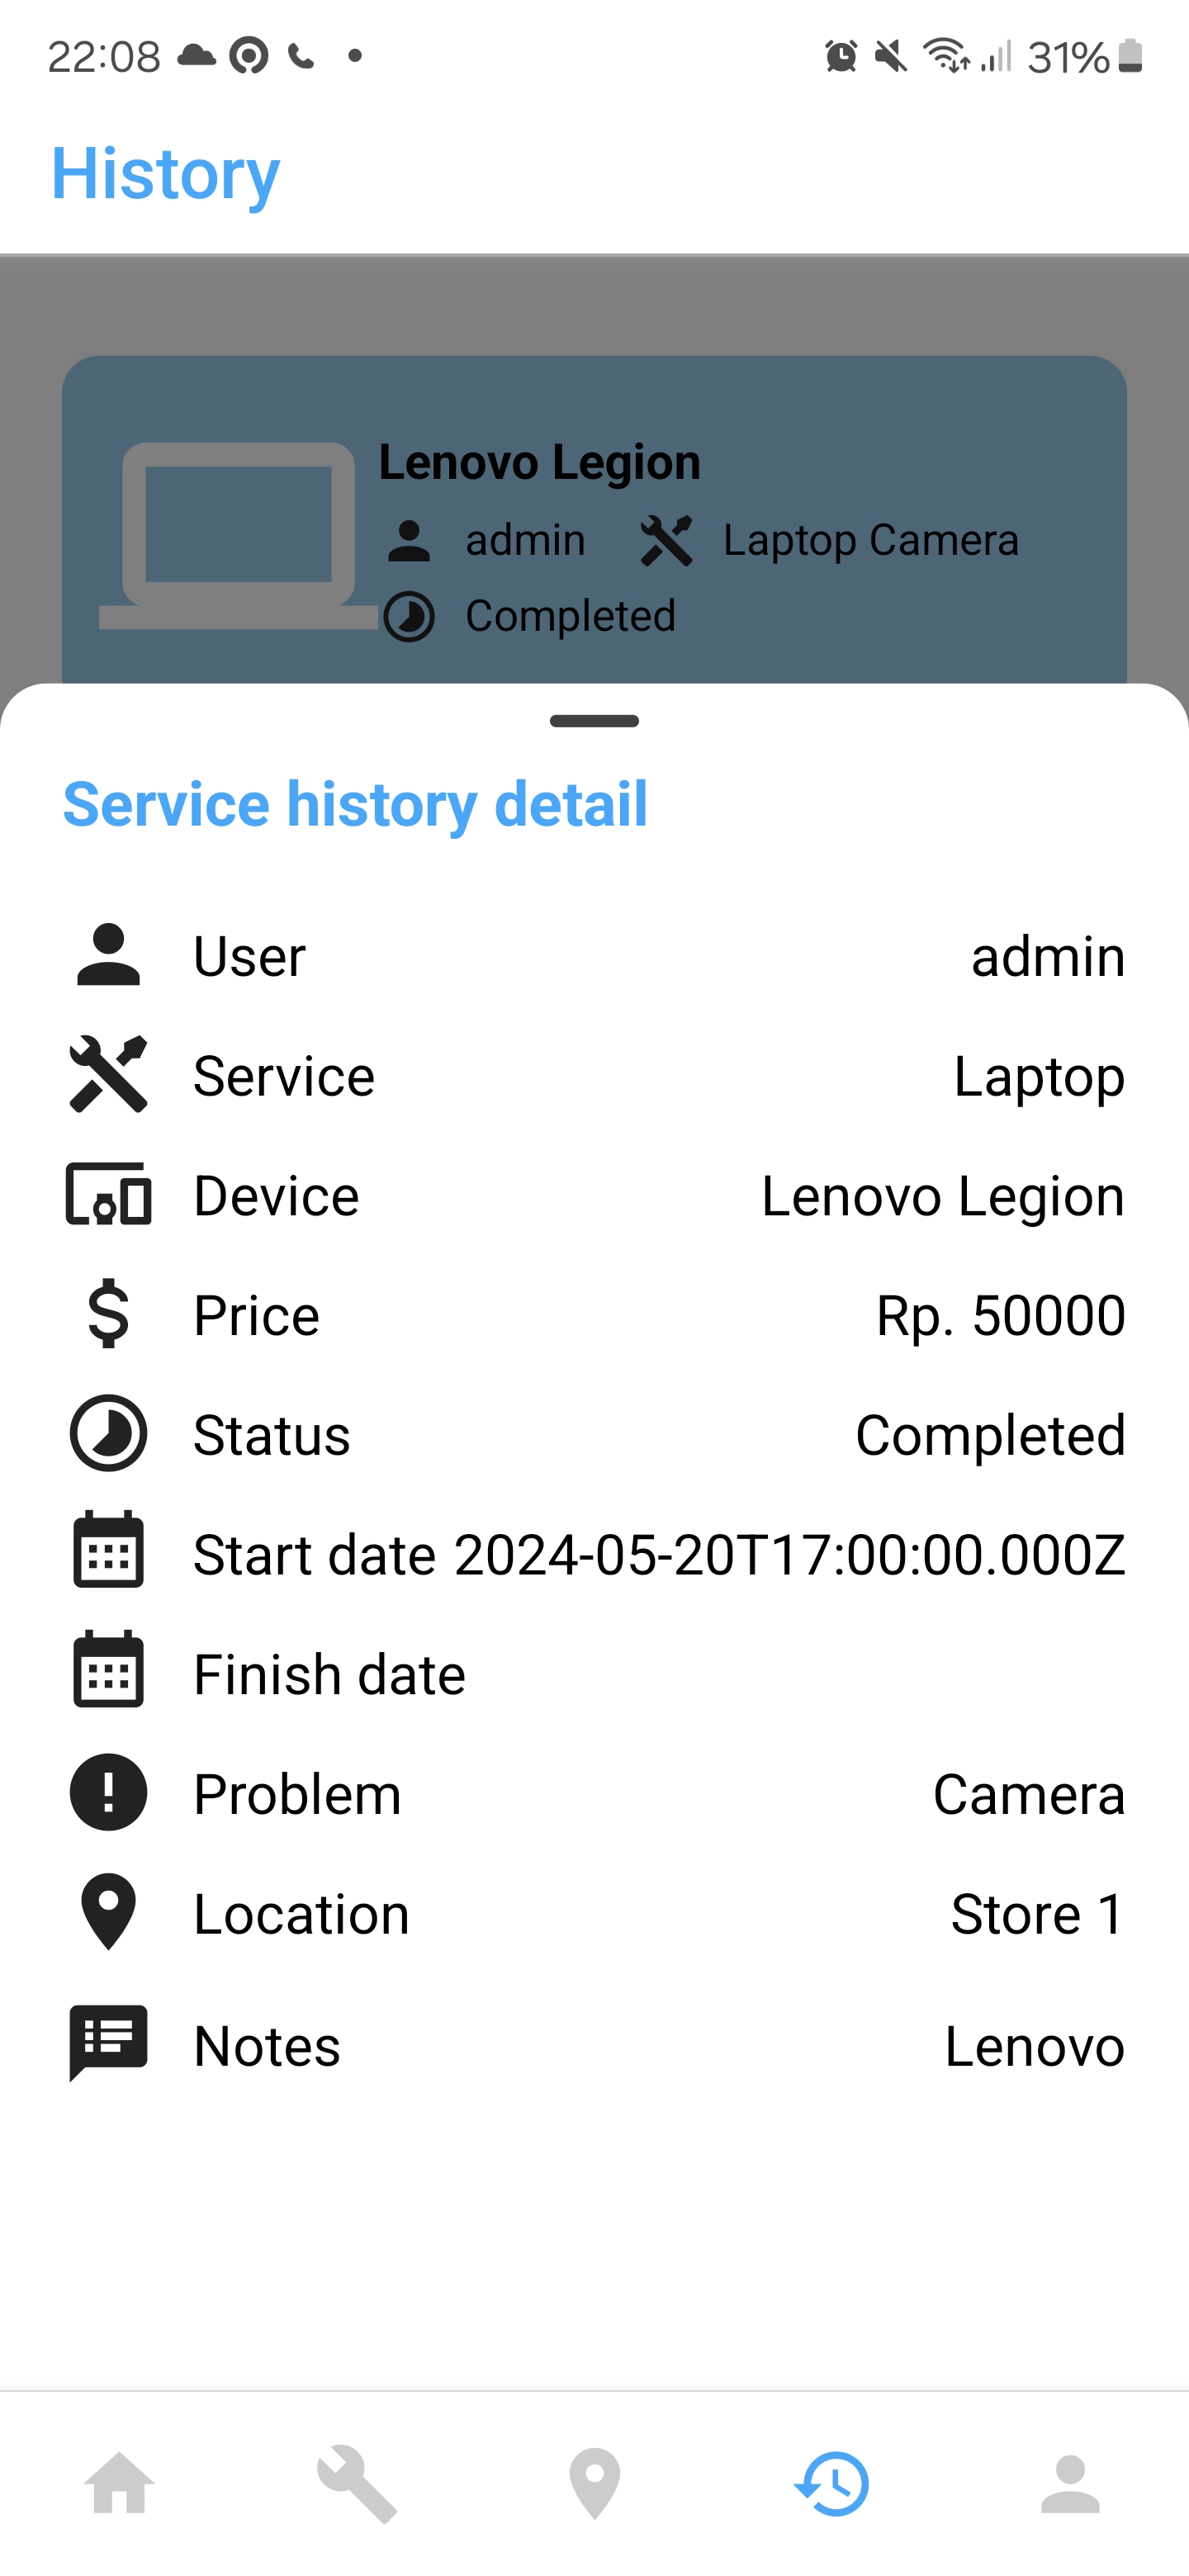 22:08 31%
History
Lenovo Legion
admin Laptop Camera
Completed
Service history detail
User admin
Service Laptop
Device Lenovo Legion
Price Rp. 50000
Status Completed
Start date 2024-05-20T17:00:00.000Z
Finish date
Problem Camera
Location Store 1
Notes Lenovo